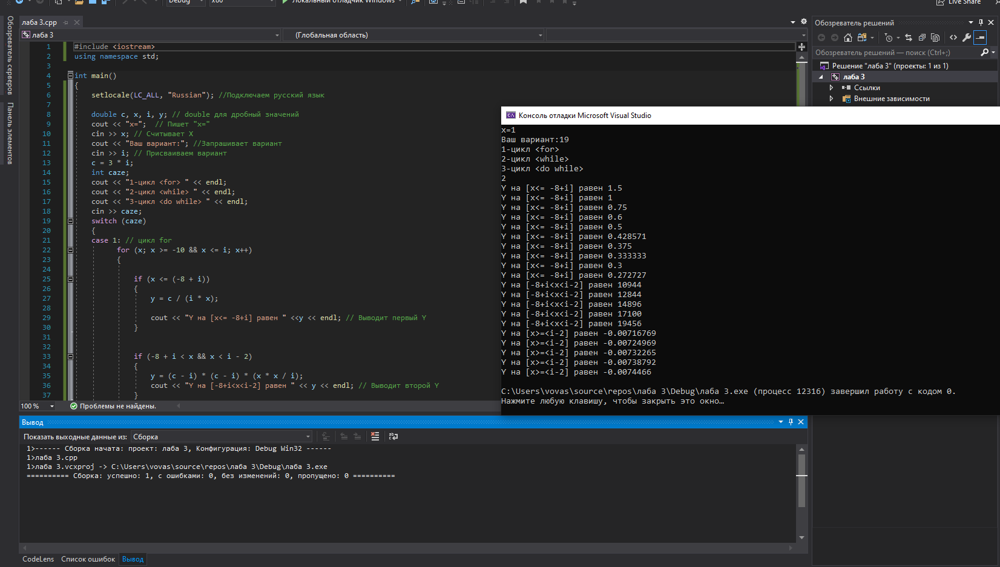 Debug
x86
Локальный отладчик Windows
Live Share
Обозреватель серверов
Панель элементов
лаба 3.cpp
лаба 3
(Глобальная область)
1 #include <iostream>
2 using namespace std;
3
4 int main()
5 {
6 setlocale(LC_ALL, "Russian"); //Подключаем русский язык
7
8 double c, x, i, y; // double для дробный значений
9 cout << "x="; // Пишет "x="
10 cin >> x; // Считывает X
11 cout << "Ваш вариант:"; //Запрашивает вариант
12 cin >> i; // Присваиваем вариант
13 c = 3 * i;
14 int caze;
15 cout << "1-цикл <for> " << endl;
16 cout << "2-цикл <while> " << endl;
17 cout << "3-цикл <do while> " << endl;
18 cin >> caze;
19 switch (caze)
20 {
21 case 1: // цикл for
22 for (x; x >= -10 && x <= i; x++)
23 {
24
25 if (x <= (-8 + i))
26 {
27 y = c / (i * x);
28
29 cout << "Y на [x<= -8+i] равен " <<y << endl; // Выводит первый Y
30 }
31
32
33 if (-8 + i < x && x < i - 2)
34 {
35 y = (c - i) * (c - i) * (x * x / i);
36 cout << "Y на [-8+i<x<i-2] равен " << y << endl; // Выводит второй Y
37 }
100 %
Проблемы не найдены.
Обозреватель решений
Обозреватель решений — поиск (Ctrl+;)
Решение "лаба 3" (проекты: 1 из 1)
лаба 3
Ссылки
Внешние зависимости
Консоль отладки Microsoft Visual Studio
x=1
Ваш вариант:19
1-цикл <for>
2-цикл <while>
3-цикл <do while>
2
Y на [x<= -8+i] равен 1.5
Y на [x<= -8+i] равен 1
Y на [x<= -8+i] равен 0.75
Y на [x<= -8+i] равен 0.6
Y на [x<= -8+i] равен 0.5
Y на [x<= -8+i] равен 0.428571
Y на [x<= -8+i] равен 0.375
Y на [x<= -8+i] равен 0.333333
Y на [x<= -8+i] равен 0.3
Y на [x<= -8+i] равен 0.272727
Y на [-8+i<x<i-2] равен 10944
Y на [-8+i<x<i-2] равен 12844
Y на [-8+i<x<i-2] равен 14896
Y на [-8+i<x<i-2] равен 17100
Y на [-8+i<x<i-2] равен 19456
Y на [x>=<i-2] равен -0.00716769
Y на [x>=<i-2] равен -0.00724969
Y на [x>=<i-2] равен -0.00732265
Y на [x>=<i-2] равен -0.00738792
Y на [x>=<i-2] равен -0.0074466
C:\Users\vovas\source\repos\лаба 3\Debug\лаба 3.exe (процесс 12316) завершил работу с кодом 0.
Нажмите любую клавишу, чтобы закрыть это окно…
Вывод
Показать выходные данные из: Сборка
1>------ Сборка начата: проект: лаба 3, Конфигурация: Debug Win32 ------
1>лаба 3.cpp
1>лаба 3.vcxproj -> C:\Users\vovas\source\repos\лаба 3\Debug\лаба 3.exe
========== Сборка: успешно: 1, с ошибками: 0, без изменений: 0, пропущено: 0 ==========
CodeLens
Список ошибок
Вывод